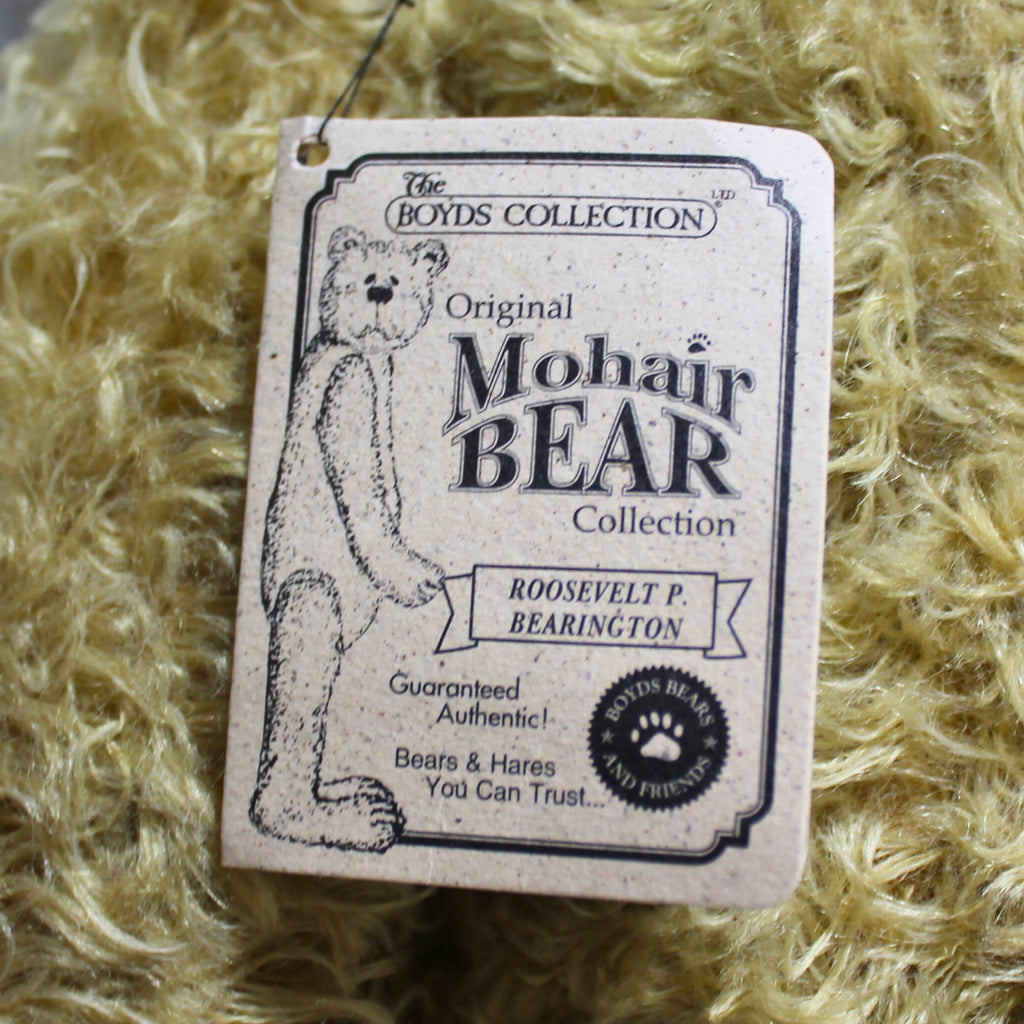 The
BOYDS COLLECTION LTD ®
Original
Mohair
BEAR
Collection™
ROOSEVELT P.
BEARINGTON
Guaranteed
Authentic!
Bears & Hares
You Can Trust...
BOYDS BEARS
AND FRIENDS